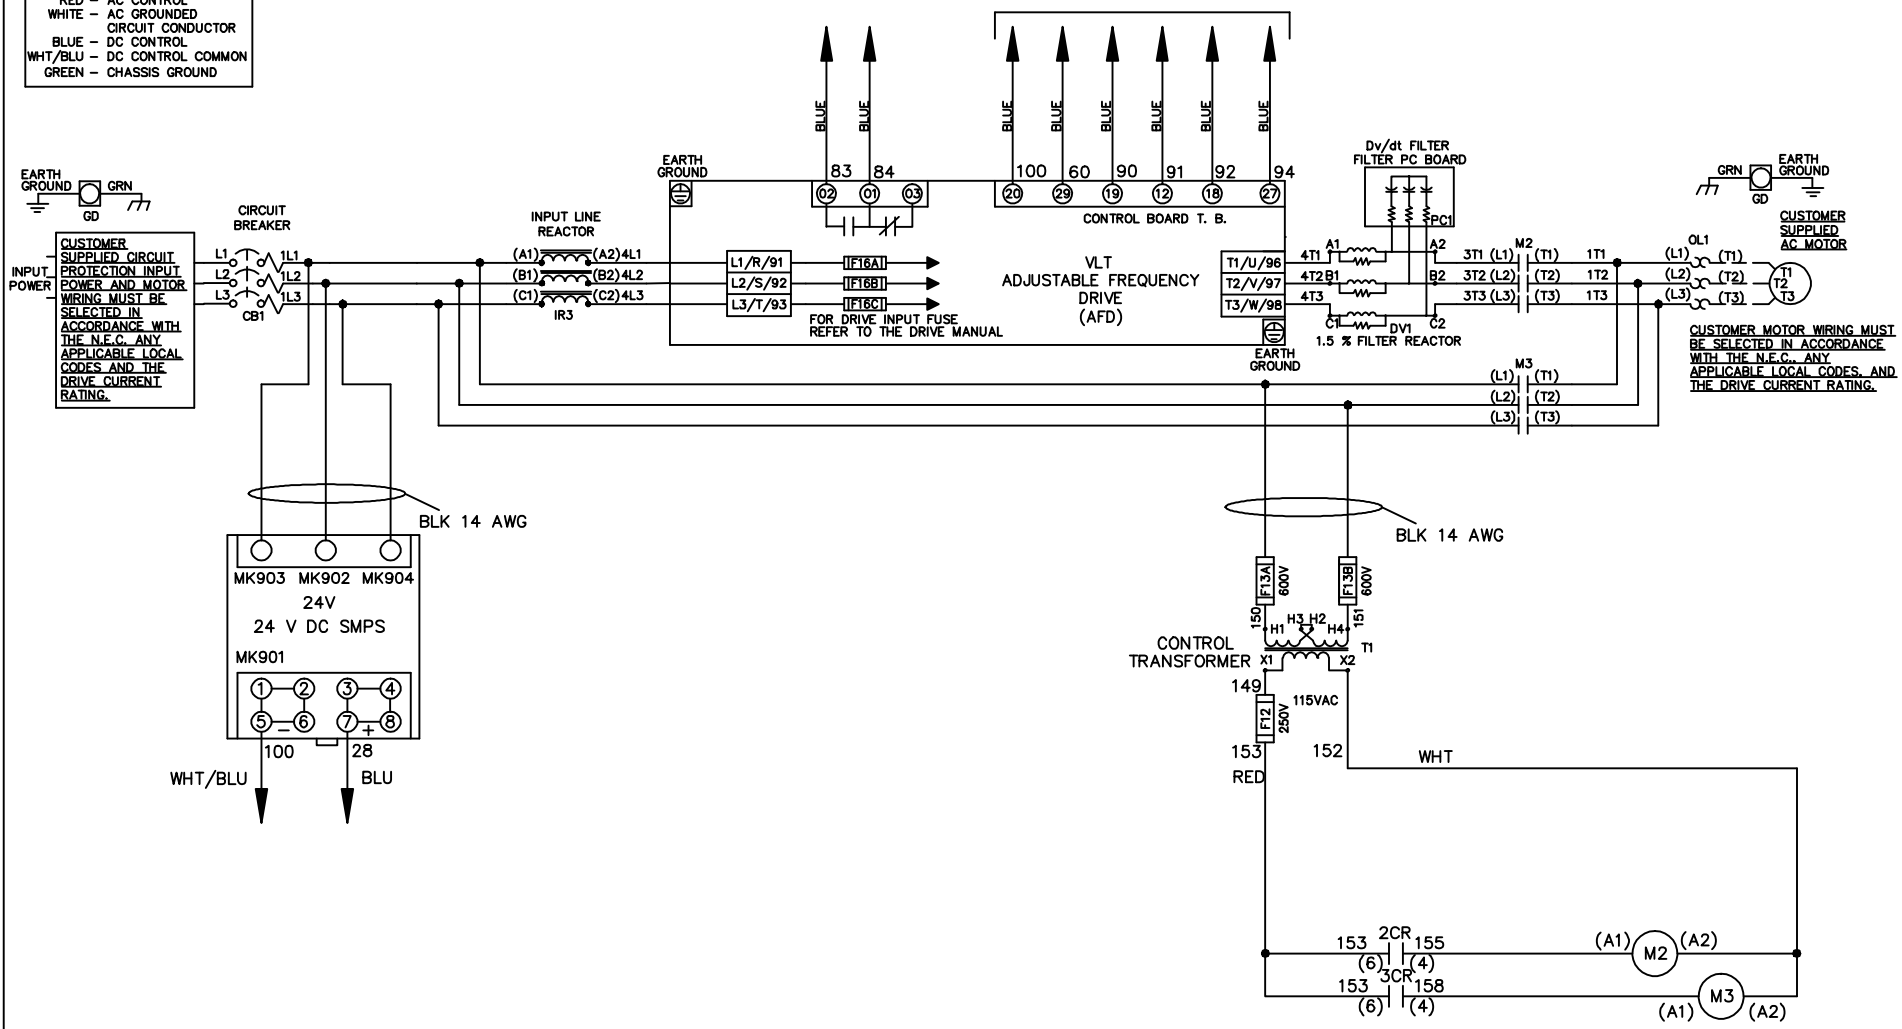 RED – AC CONTROL
WHITE – AC GROUNDED
CIRCUIT CONDUCTOR
BLUE – DC CONTROL
WHT/BLU – DC CONTROL COMMON
GREEN – CHASSIS GROUND
BLUE
BLUE
BLUE
BLUE
BLUE
BLUE
BLUE
BLUE
EARTH
GROUND
GRN
GD
CIRCUIT
BREAKER
INPUT LINE
REACTOR
EARTH
GROUND
83
84
02
01
03
100
60
90
91
92
94
20
29
19
12
18
27
CONTROL BOARD T. B.
Dv/dt FILTER
FILTER PC BOARD
PC1
GRN
GD
EARTH
GROUND
CUSTOMER
SUPPLIED
AC MOTOR
INPUT
POWER
CUSTOMER
SUPPLIED CIRCUIT
PROTECTION INPUT
POWER AND MOTOR
WIRING MUST BE
SELECTED IN
ACCORDANCE WITH
THE N.E.C. ANY
APPLICABLE LOCAL
CODES AND THE
DRIVE CURRENT
RATING.
L1
1L1
L2
1L2
L3
1L3
CB1
(A1)
(A2)
4L1
(B1)
(B2)
4L2
(C1)
(C2)
4L3
IR3
L1/R/91
L2/S/92
L3/T/93
F16A
F16B
F16C
FOR DRIVE INPUT FUSE
REFER TO THE DRIVE MANUAL
VLT
ADJUSTABLE FREQUENCY
DRIVE
(AFD)
T1/U/96
T2/V/97
T3/W/98
EARTH
GROUND
4T1
A1
A2
4T2
B1
B2
4T3
C1
C2
DV1
1.5 % FILTER REACTOR
M2
3T1 (L1) (T1) 1T1
3T2 (L2) (T2) 1T2
3T3 (L3) (T3) 1T3
OL1
(L1) (T1)
(L2) (T2)
(L3) (T3)
T1
T2
T3
CUSTOMER MOTOR WIRING MUST
BE SELECTED IN ACCORDANCE
WITH THE N.E.C., ANY
APPLICABLE LOCAL CODES, AND
THE DRIVE CURRENT RATING.
M3
(L1) (T1)
(L2) (T2)
(L3) (T3)
BLK 14 AWG
MK903 MK902 MK904
24V
24 V DC SMPS
MK901
1 2 3 4
5 6 7 8
– +
100
28
WHT/BLU
BLU
BLK 14 AWG
F13A
600V
F13B
600V
150
151
H1 H3 H2 H4
T1
CONTROL
TRANSFORMER
X1
X2
149
115VAC
F12
250V
153
RED
152
WHT
2CR
153 155
(6) (4)
(A1) M2 (A2)
3CR
153 158
(6) (4)
(A1) M3 (A2)